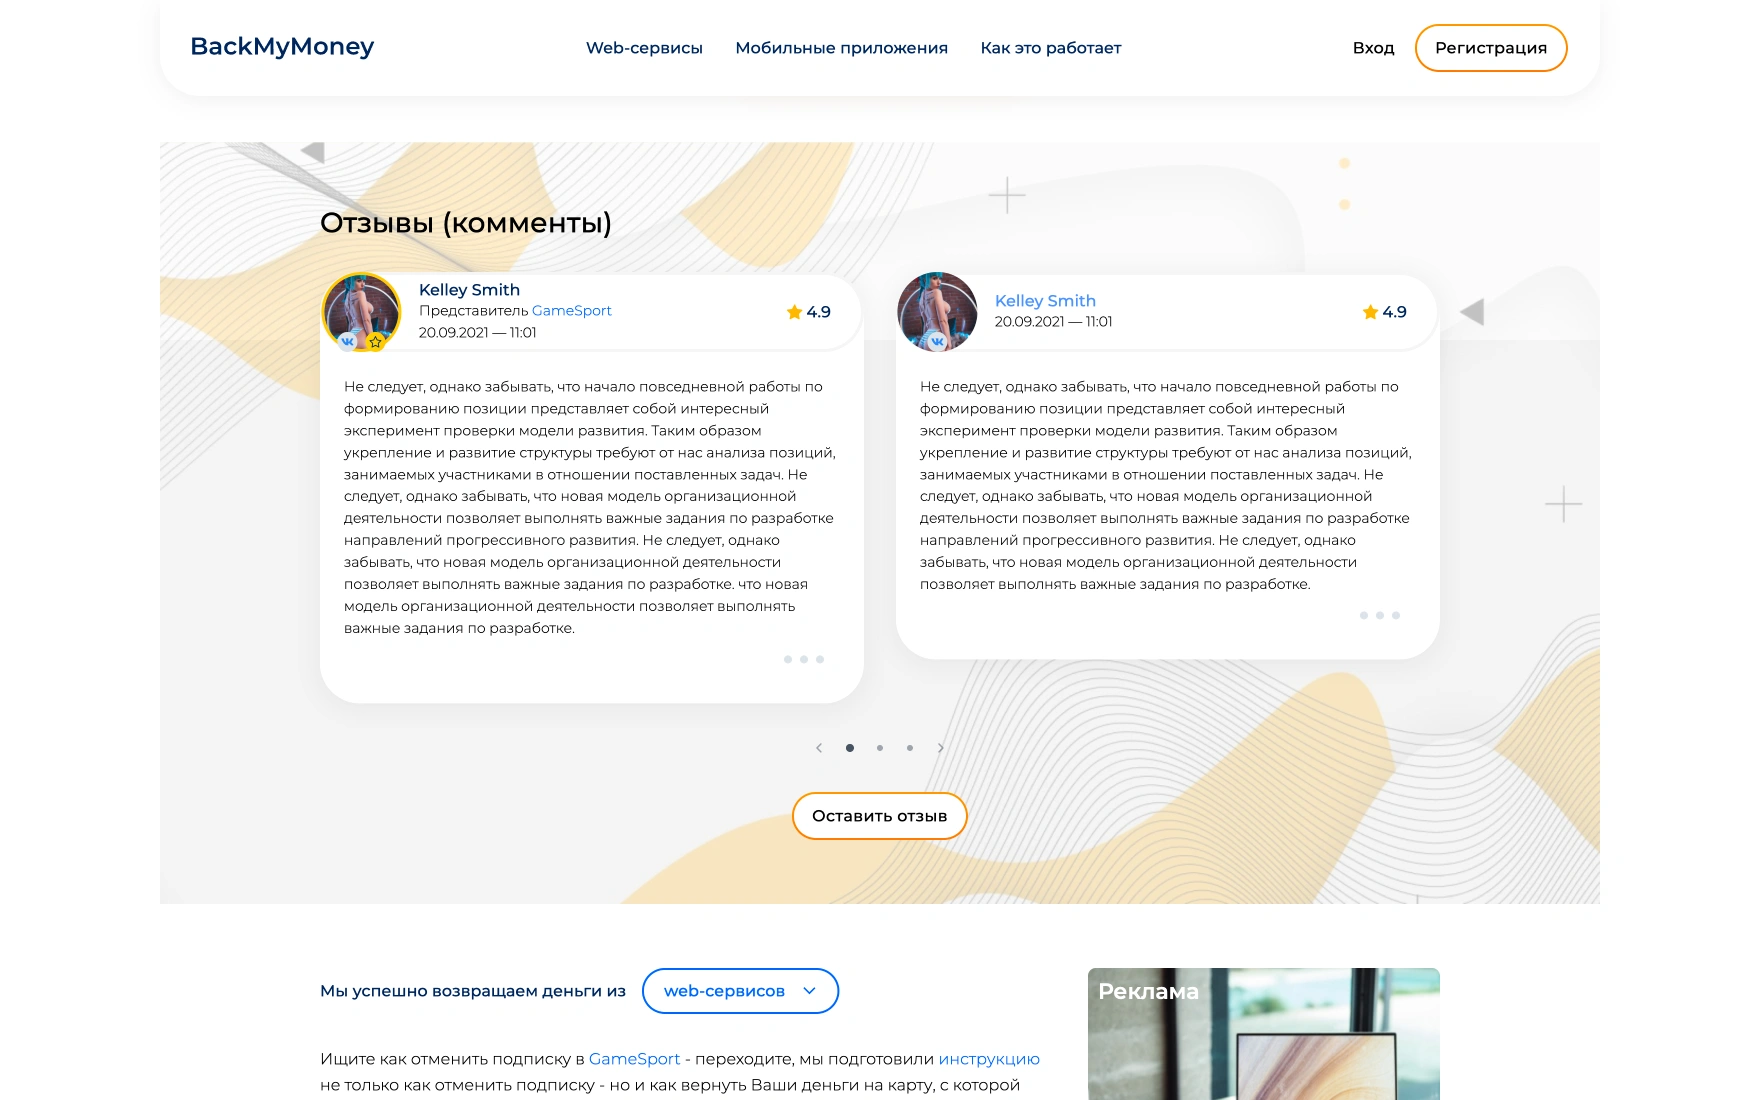 BackMyMoney
Web-сервисы
Мобильные приложения
Как это работает
Вход
Регистрация
Отзывы (комменты)
Kelley Smith
Представитель GameSport
20.09.2021 — 11:01
4.9
Не следует, однако забывать, что начало повседневной работы по
формированию позиции представляет собой интересный
эксперимент проверки модели развития. Таким образом
укрепление и развитие структуры требуют от нас анализа позиций,
занимаемых участниками в отношении поставленных задач. Не
следует, однако забывать, что новая модель организационной
деятельности позволяет выполнять важные задания по разработке
направлений прогрессивного развития. Не следует, однако
забывать, что новая модель организационной деятельности
позволяет выполнять важные задания по разработке. что новая
модель организационной деятельности позволяет выполнять
важные задания по разработке.
Kelley Smith
20.09.2021 — 11:01
4.9
Не следует, однако забывать, что начало повседневной работы по
формированию позиции представляет собой интересный
эксперимент проверки модели развития. Таким образом
укрепление и развитие структуры требуют от нас анализа позиций,
занимаемых участниками в отношении поставленных задач. Не
следует, однако забывать, что новая модель организационной
деятельности позволяет выполнять важные задания по разработке
направлений прогрессивного развития. Не следует, однако
забывать, что новая модель организационной деятельности
позволяет выполнять важные задания по разработке.
Оставить отзыв
Мы успешно возвращаем деньги из
web-сервисов
Ищите как отменить подписку в GameSport - переходите, мы подготовили инструкцию
не только как отменить подписку - но и как вернуть Ваши деньги на карту, с которой
Реклама